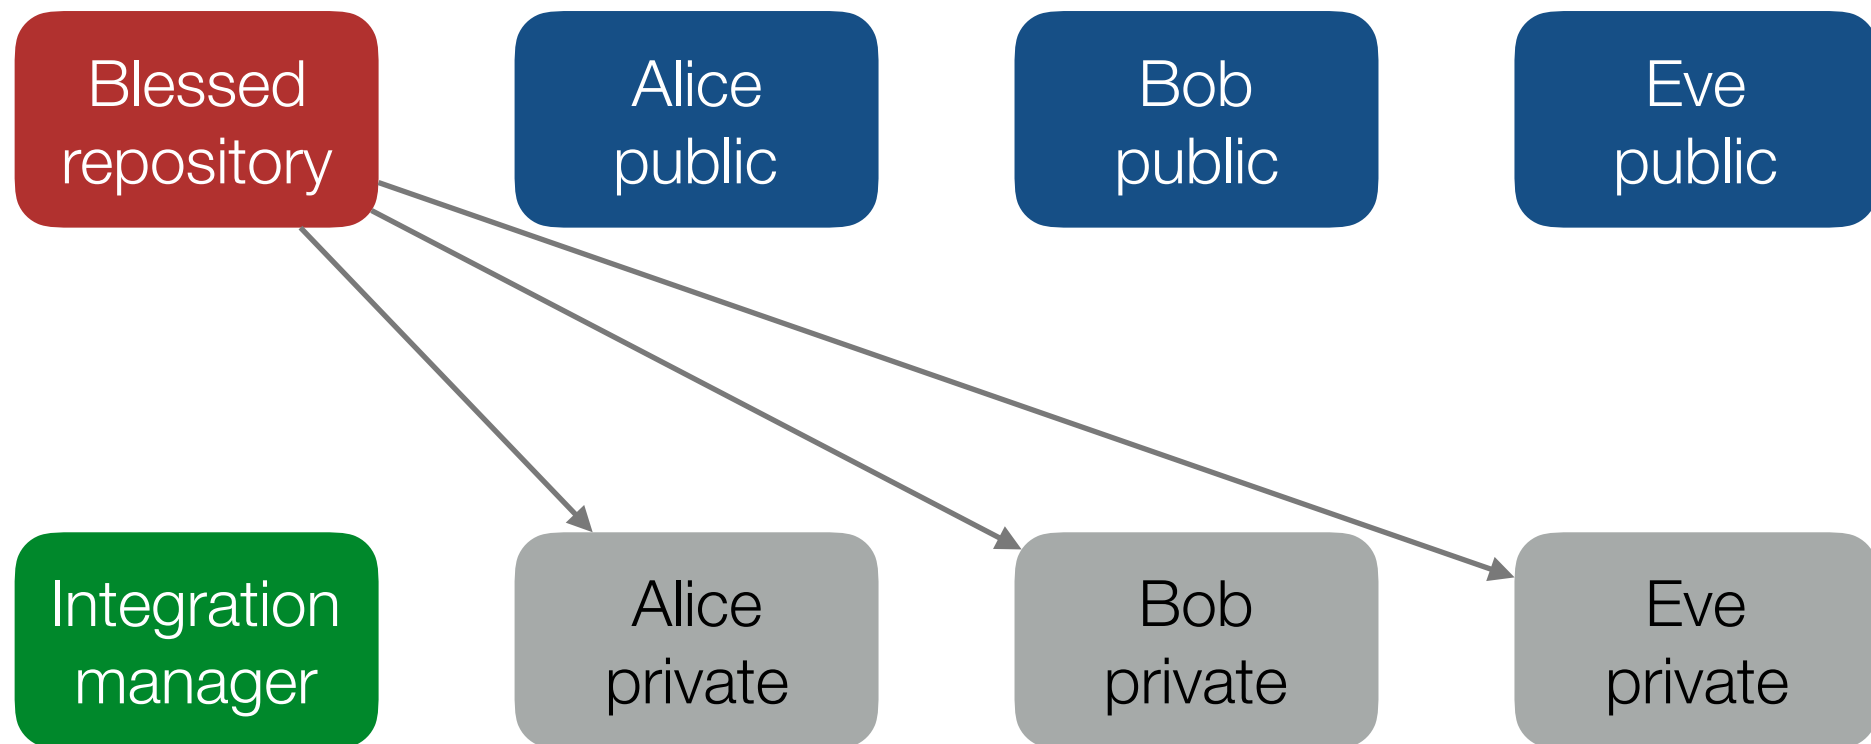 Blessed
repository
Alice
public
Bob
public
Eve
public
Integration
manager
Alice
private
Bob
private
Eve
private